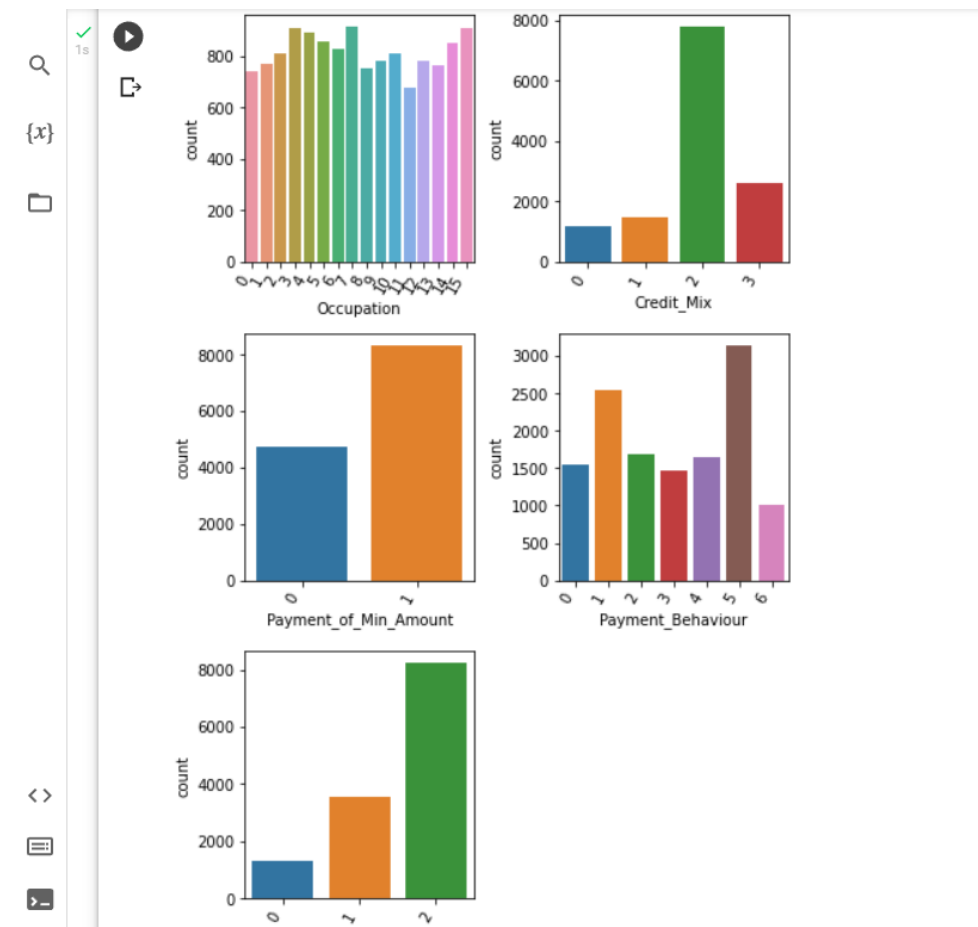 1s
{x}
800
600
400
200
0
count
0 1 2 3 4 5 6 7 8 9 10 11 12 13 14 15
Occupation
8000
6000
4000
2000
0
count
0 1 2 3
Credit_Mix
8000
6000
4000
2000
0
count
0 1
Payment_of_Min_Amount
3000
2500
2000
1500
1000
500
0
count
0 1 2 3 4 5 6
Payment_Behaviour
8000
6000
4000
2000
0
count
0 1 2